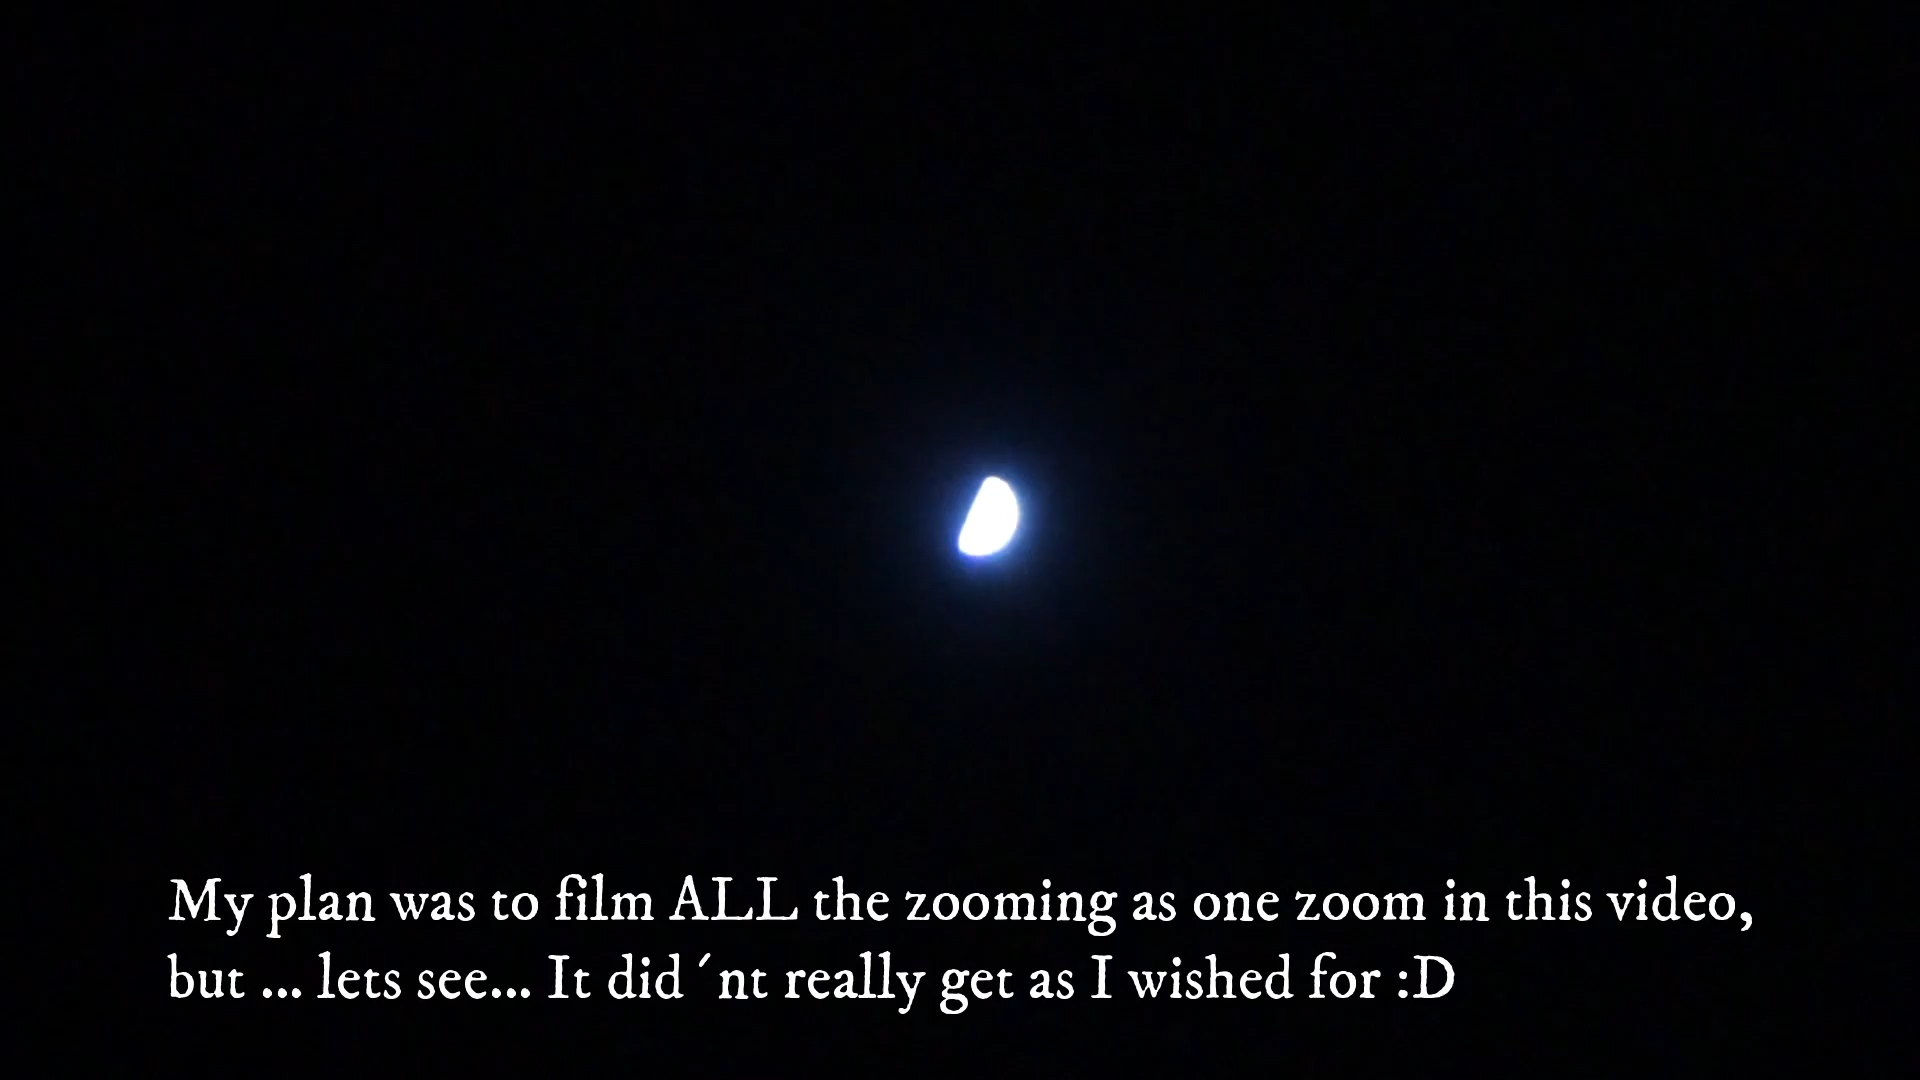 My plan was to film ALL the zooming as one zoom in this video,
but ... lets see... It did´nt really get as I wished for :D